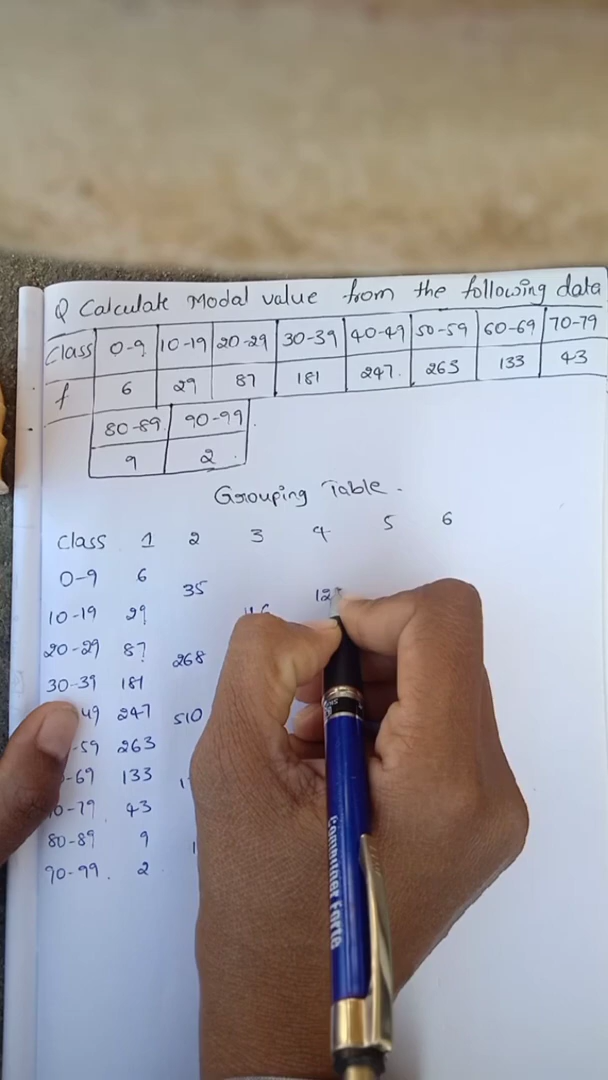 Q Calculate Modal value from the following data
Class 0-9 10-19 20-29 30-39 40-49 50-59 60-69 70-79
f 6 29 87 181 247. 263 133 43
80-89 90-99
9 2
Grouping Table.
Class 1 2 3 4 5 6
0-9 6
35
10-19 29
20-29 87
268
30-39 181
49 247 510
-59 263
-69 133
-79 43
80-89 9
90-99. 2